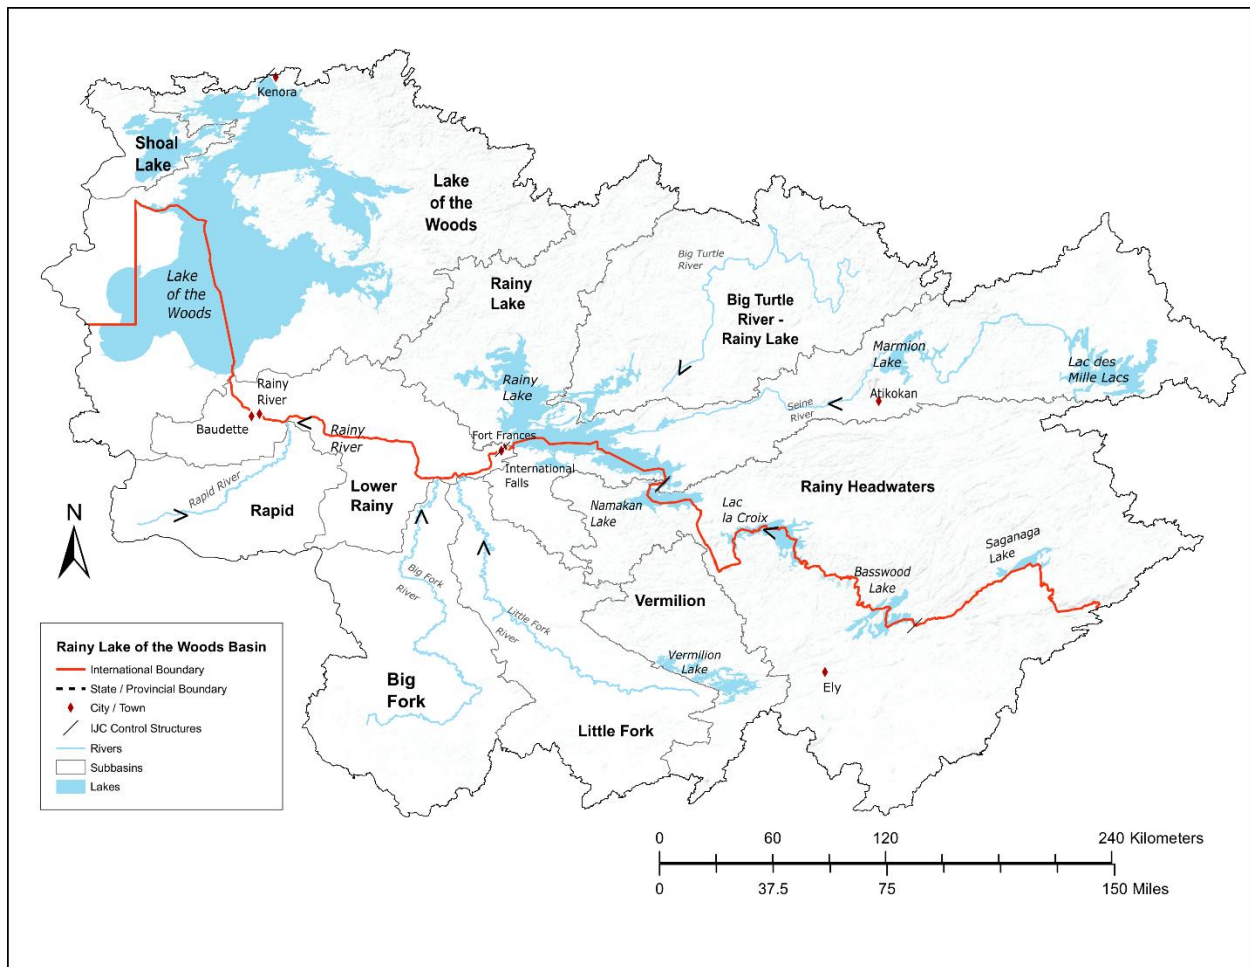 Kenora
Shoal
Lake
Lake
of the
Woods
Big Turtle
River
Rainy
Lake
Lake
of the
Woods
Big Turtle
River -
Rainy Lake
Marmion
Lake
Lac des
Mille Lacs
Rainy
Lake
Atikokan
Seine
River
Rainy
River
Baudette
Rainy
River
Fort Frances
International
Falls
Rapid River
Rapid
Lower
Rainy
Namakan
Lake
Lac
la Croix
Rainy Headwaters
Saganaga
Lake
Basswood
Lake
N
Big Fork
River
Little Fork
River
Vermilion
Vermilion
Lake
Ely
Big
Fork
Little Fork
Rainy Lake of the Woods Basin
International Boundary
State / Provincial Boundary
City / Town
IJC Control Structures
Rivers
Subbasins
Lakes
0 60 120 240 Kilometers
0 37.5 75 150 Miles